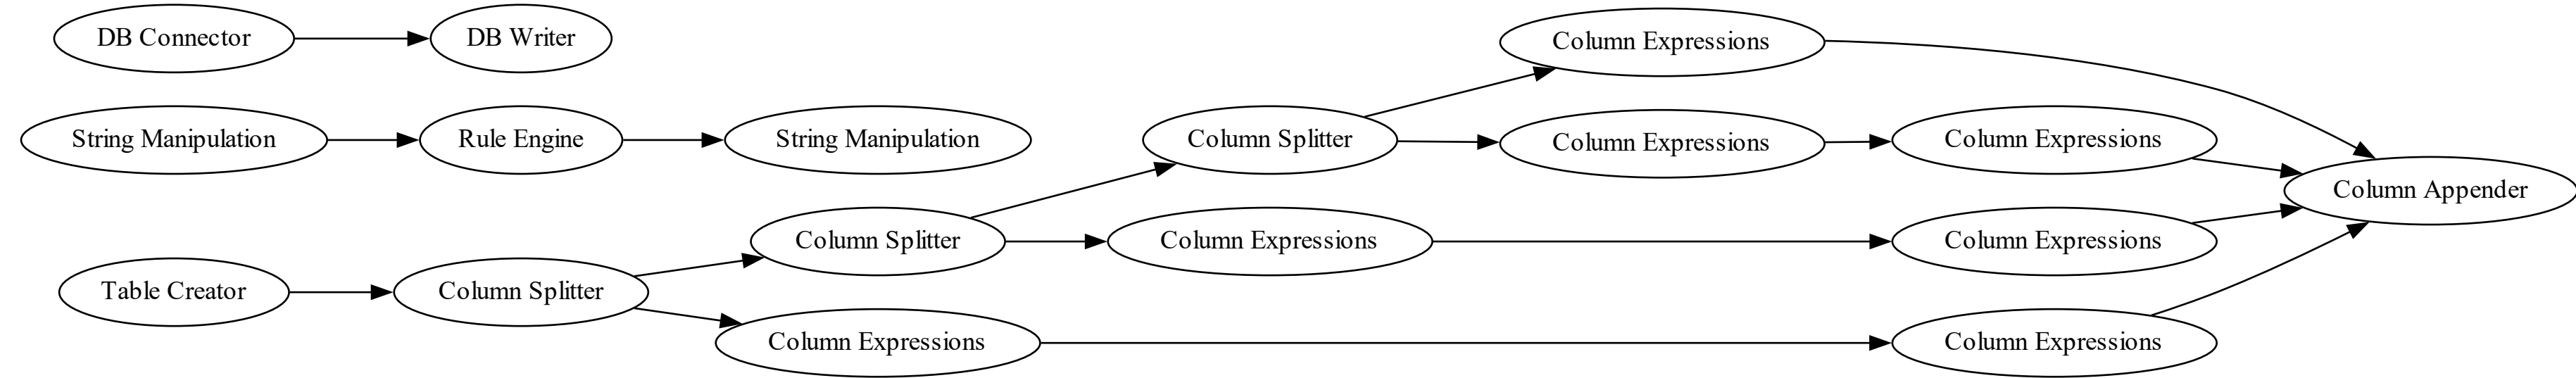 DB Connector
DB Writer
String Manipulation
Rule Engine
String Manipulation
Table Creator
Column Splitter
Column Splitter
Column Expressions
Column Splitter
Column Expressions
Column Expressions
Column Expressions
Column Expressions
Column Expressions
Column Expressions
Column Appender